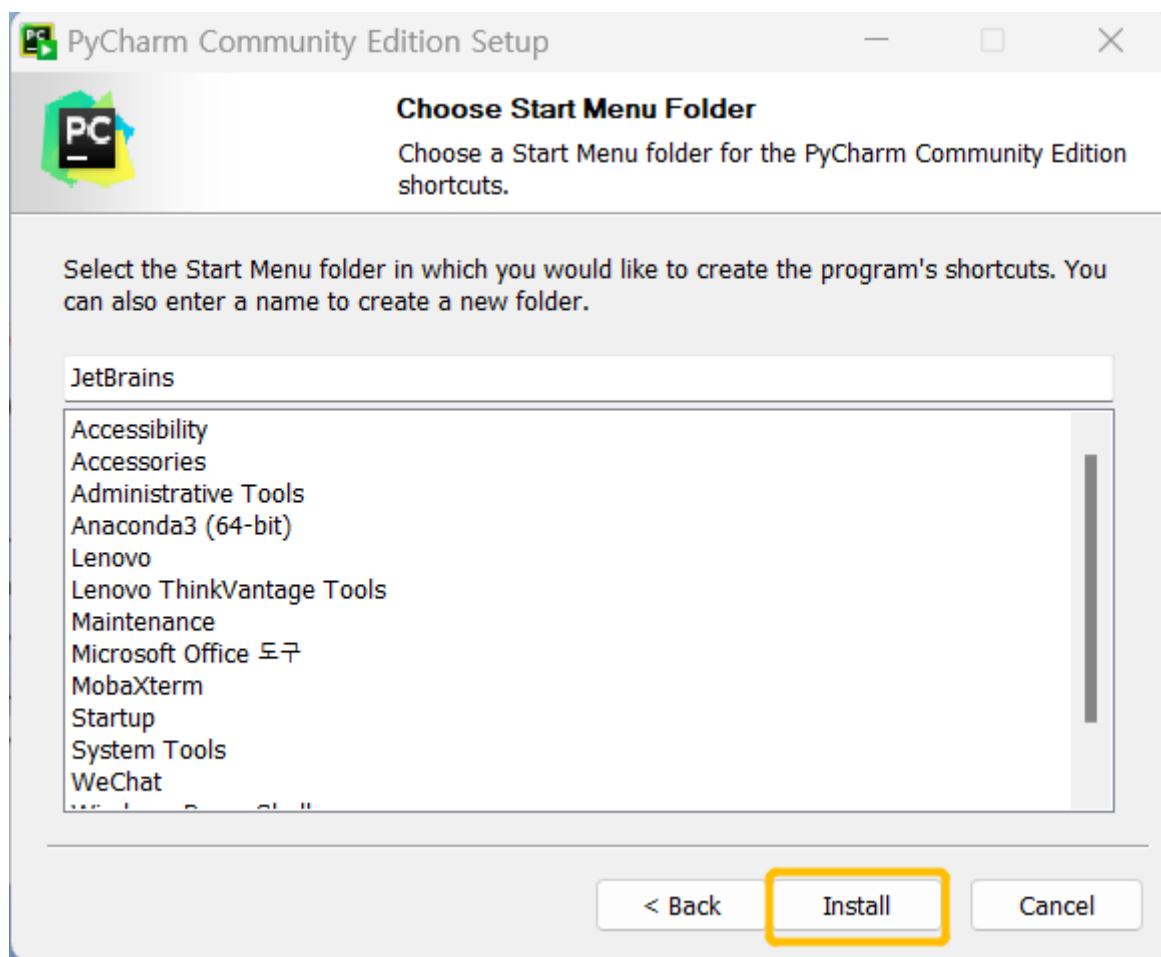 PyCharm Community Edition Setup
PC
Choose Start Menu Folder
Choose a Start Menu folder for the PyCharm Community Edition
shortcuts.
Select the Start Menu folder in which you would like to create the program's shortcuts. You
can also enter a name to create a new folder.
JetBrains
Accessibility
Accessories
Administrative Tools
Anaconda3 (64-bit)
Lenovo
Lenovo ThinkVantage Tools
Maintenance
Microsoft Office 도구
MobaXterm
Startup
System Tools
WeChat
< Back
Install
Cancel